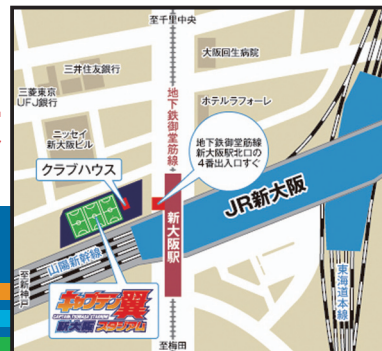 至千里中央
大阪回生病院
三井住友銀行
三菱東京
UFJ銀行
ホテルラフォーレ
地下鉄御堂筋線
ニッセイ
新大阪ビル
地下鉄御堂筋線
新大阪駅北口の
4番出入口すぐ
クラブハウス
JR新大阪
新大阪駅
山陽新幹線
至新神戸
キャプテン翼
CAPTAIN TSUBASA STADIUM
新大阪スタジアム
東海道本線
至梅田